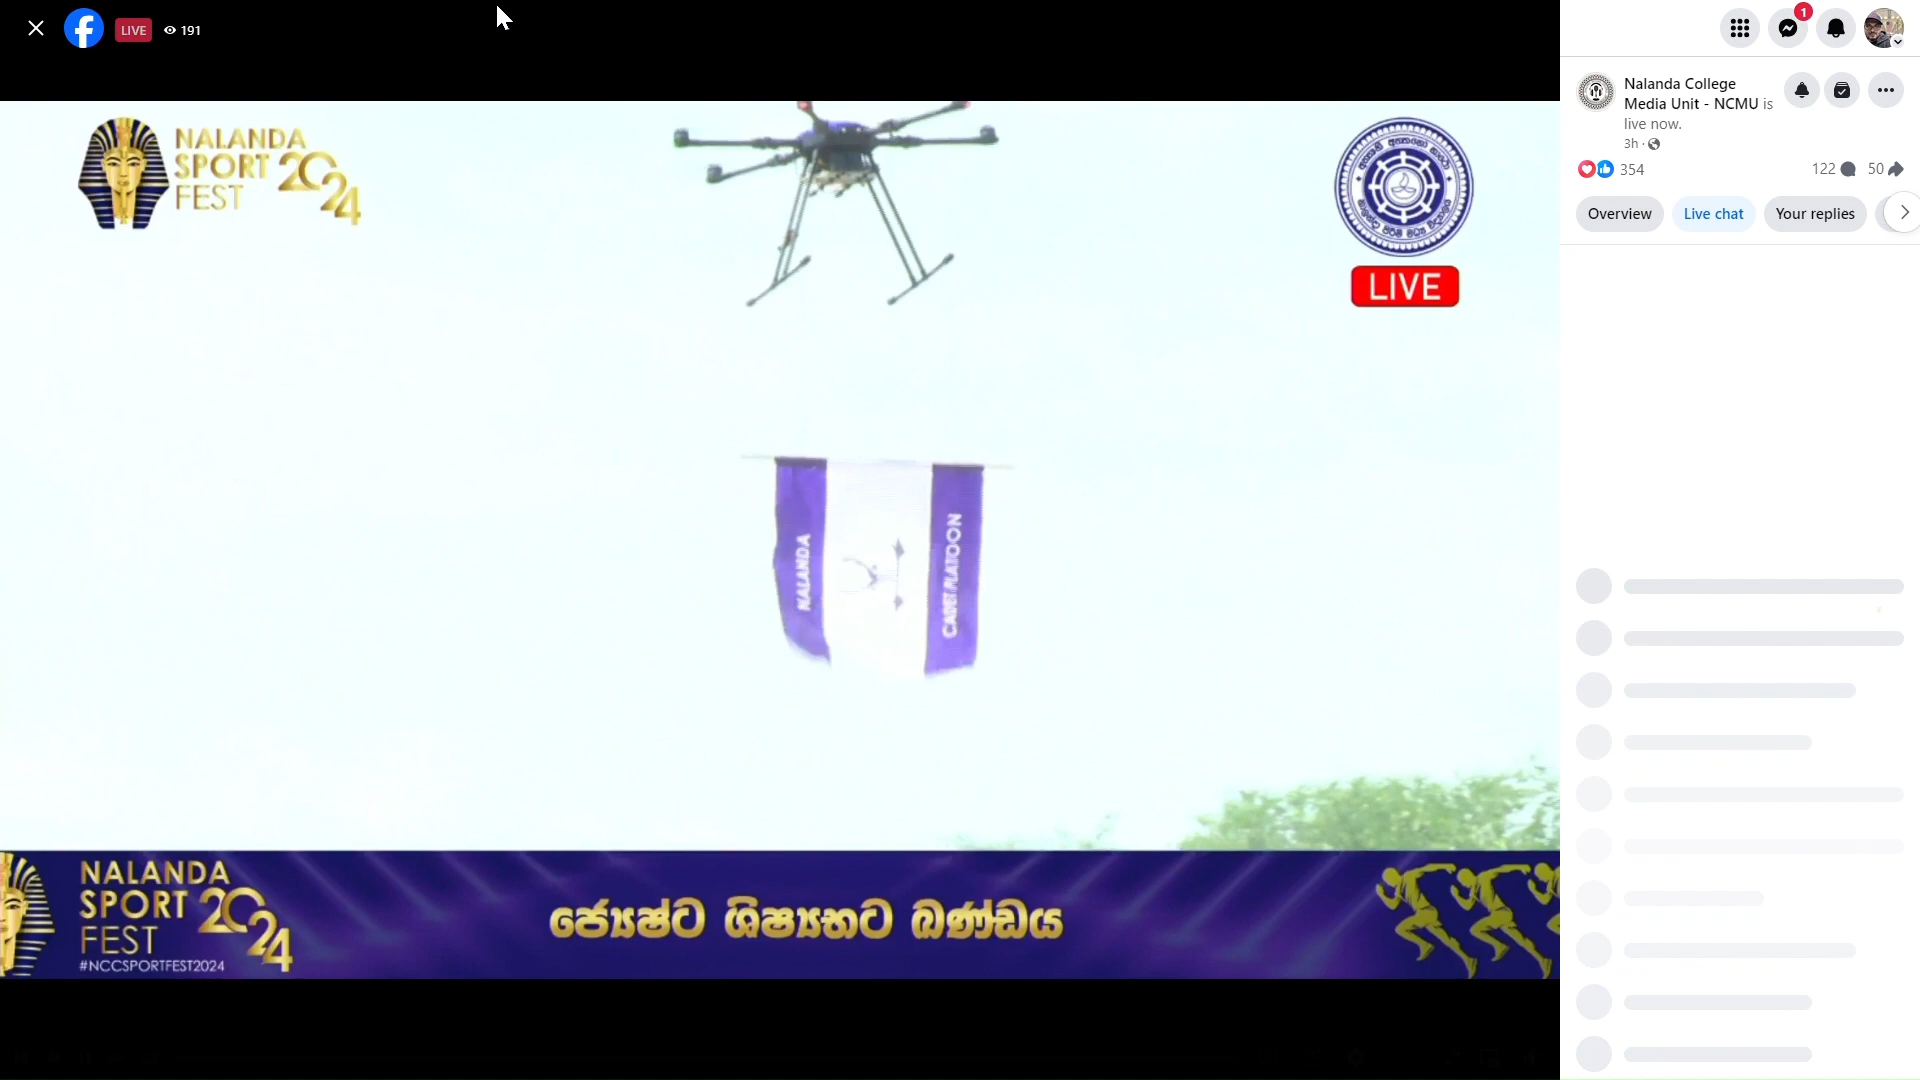 LIVE
191
1
NALANDA
SPORT 2024
FEST
LIVE
NALANDA
CADET PLATOON
NALANDA
SPORT 2024
FEST
#NCCSPORTFEST2024
ජ්‍යෙෂ්ට ශිෂ්‍යභට ඛණ්ඩය
Nalanda College
Media Unit - NCMU is
live now.
3h ·
354
122
50
Overview
Live chat
Your replies